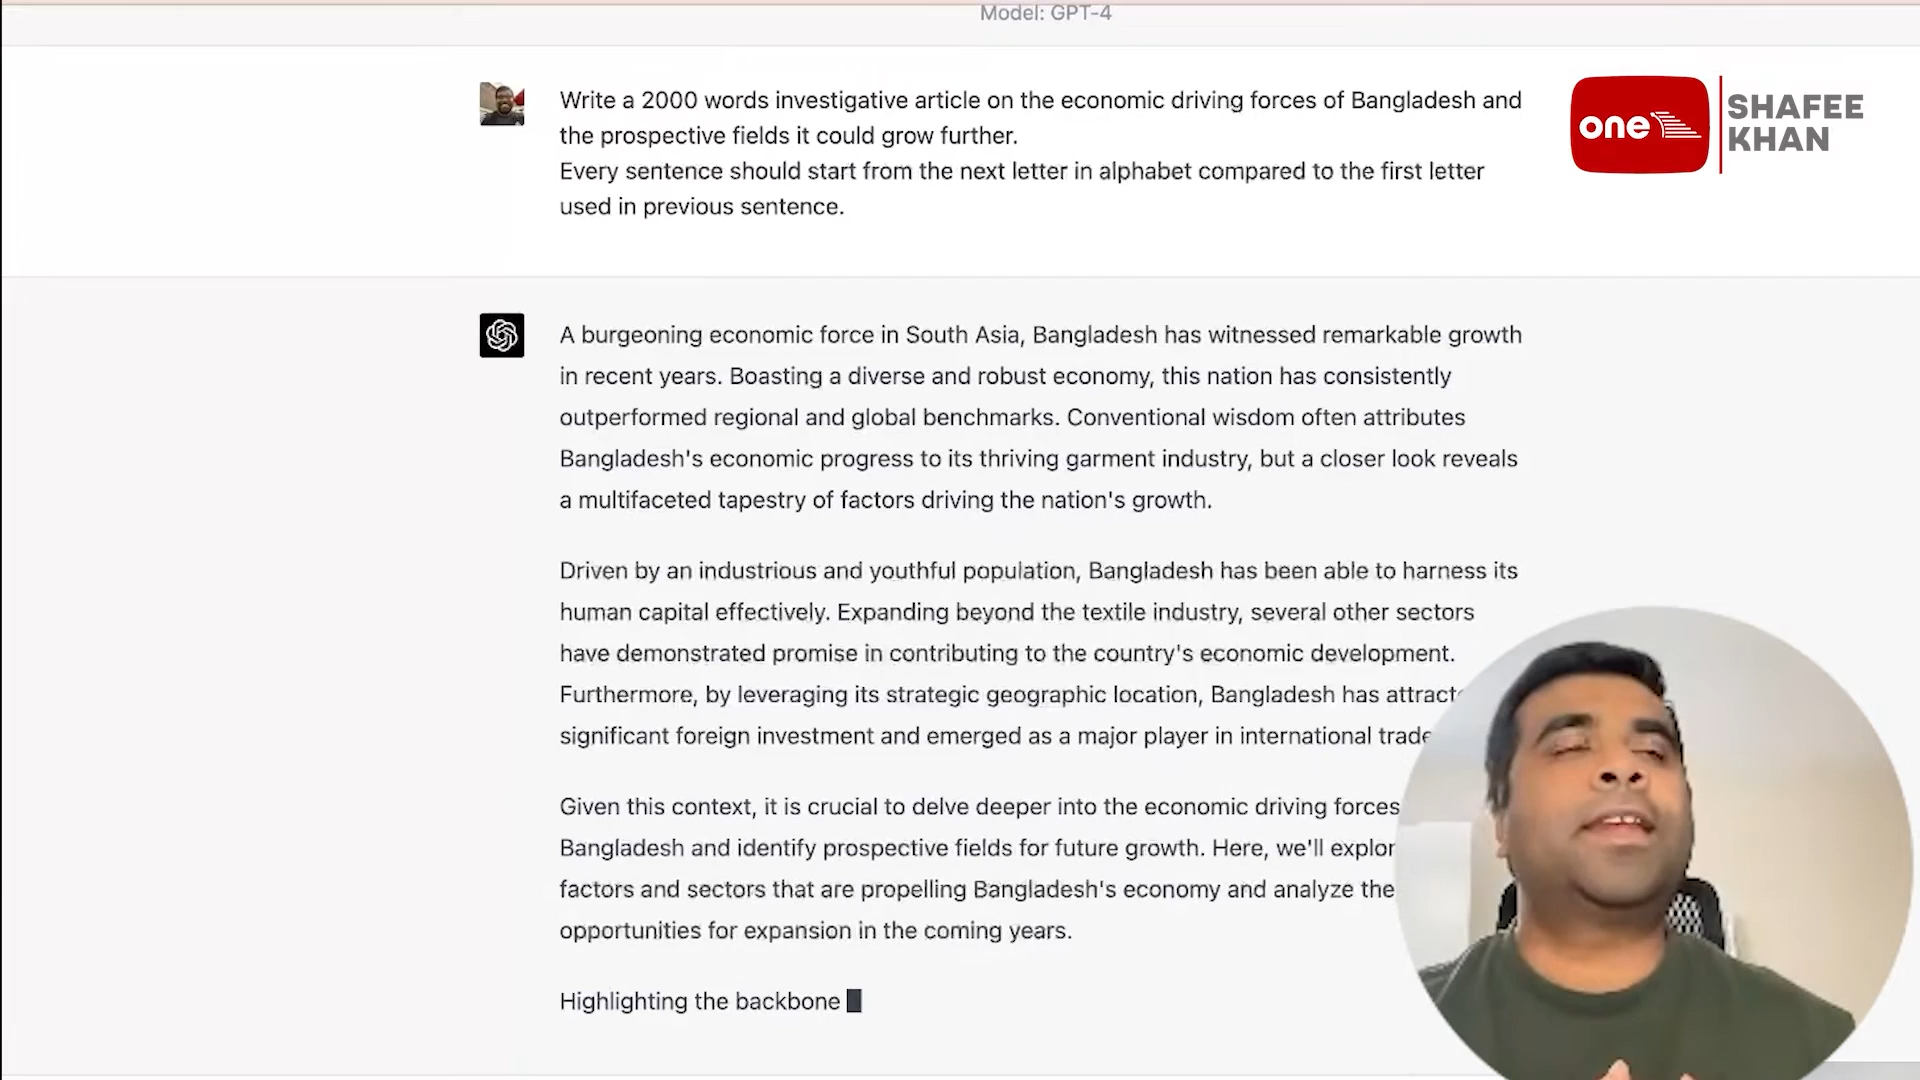 Model: GPT-4
Write a 2000 words investigative article on the economic driving forces of Bangladesh and
the prospective fields it could grow further.
Every sentence should start from the next letter in alphabet compared to the first letter
used in previous sentence.
one
SHAFEE
KHAN
A burgeoning economic force in South Asia, Bangladesh has witnessed remarkable growth
in recent years. Boasting a diverse and robust economy, this nation has consistently
outperformed regional and global benchmarks. Conventional wisdom often attributes
Bangladesh's economic progress to its thriving garment industry, but a closer look reveals
a multifaceted tapestry of factors driving the nation's growth.
Driven by an industrious and youthful population, Bangladesh has been able to harness its
human capital effectively. Expanding beyond the textile industry, several other sectors
have demonstrated promise in contributing to the country's economic development.
Furthermore, by leveraging its strategic geographic location, Bangladesh has
significant foreign investment and emerged as a major player in international trade
Given this context, it is crucial to delve deeper into the economic driving forces
Bangladesh and identify prospective fields for future growth. Here, we'll
factors and sectors that are propelling Bangladesh's economy and analyze the
opportunities for expansion in the coming years.
Highlighting the backbone